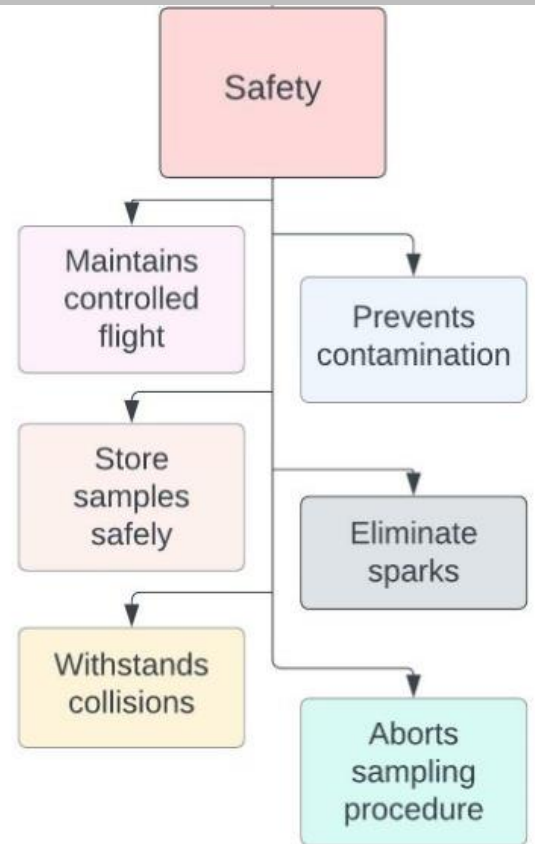 Safety
Maintains
controlled
flight
Prevents
contamination
Store
samples
safely
Eliminate
sparks
Withstands
collisions
Aborts
sampling
procedure